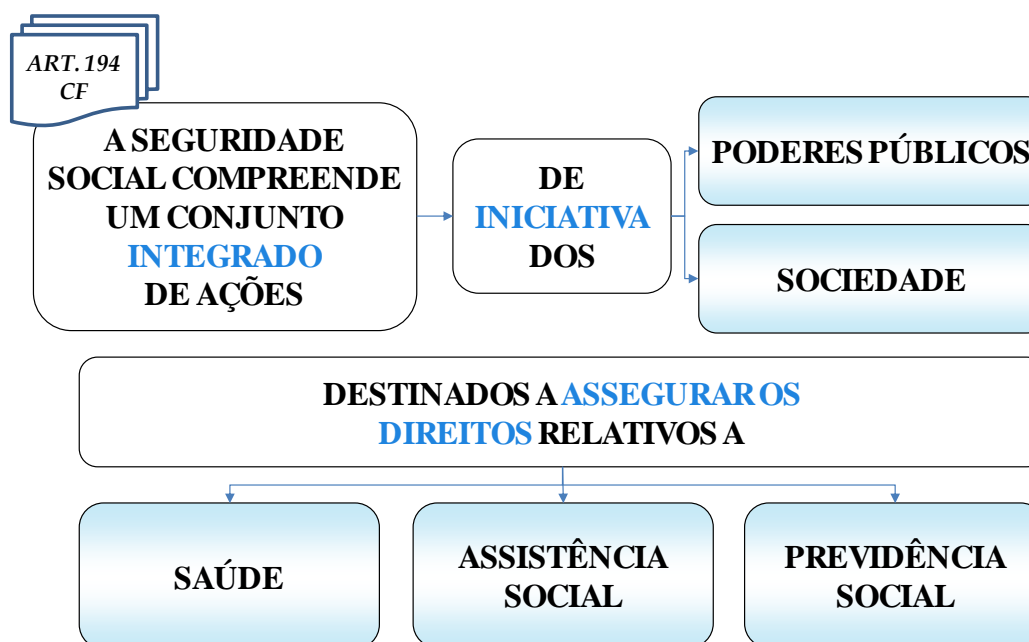 ART. 194
CF
A SEGURIDADE
SOCIAL COMPREENDE
UM CONJUNTO
INTEGRADO
DE AÇÕES
DE
INICIATIVA
DOS
PODERES PÚBLICOS
SOCIEDADE
DESTINADOS A ASSEGURAR OS
DIREITOS RELATIVOS A
SAÚDE
ASSISTÊNCIA
SOCIAL
PREVIDÊNCIA
SOCIAL